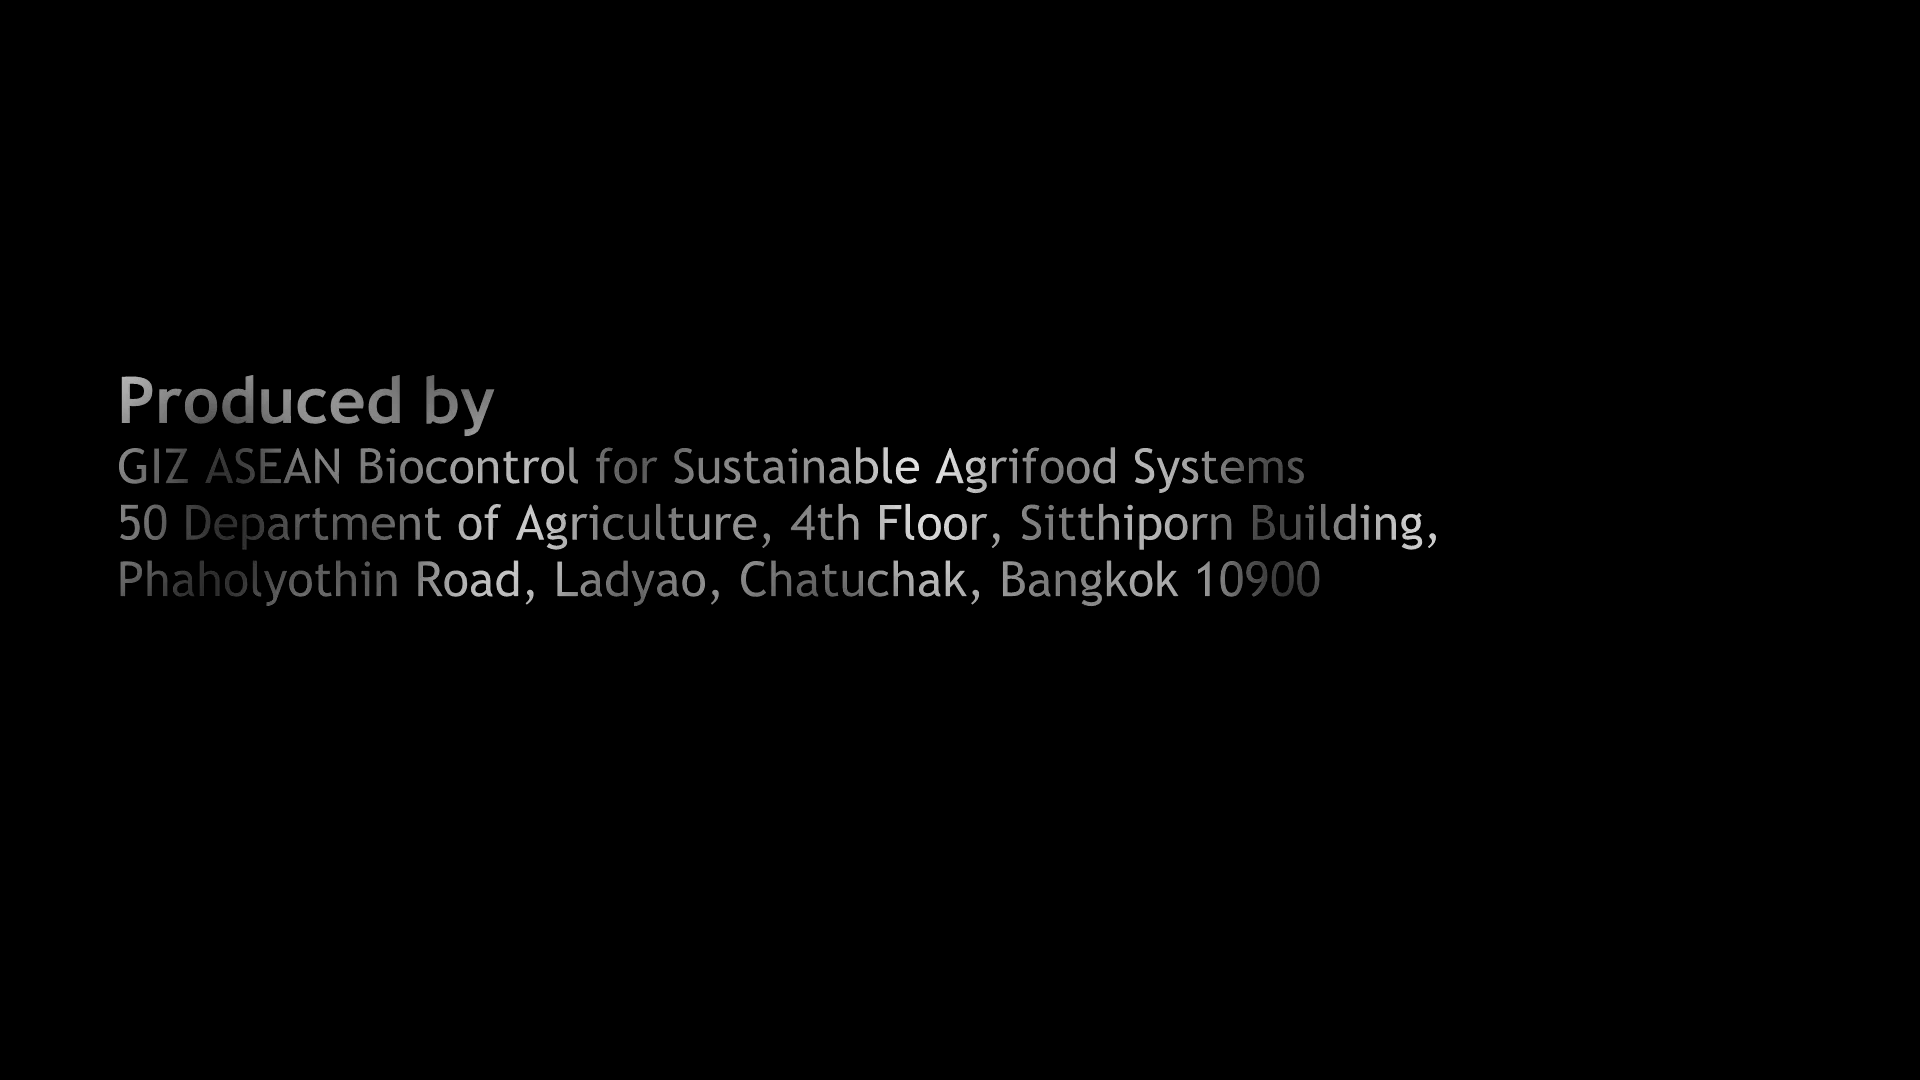 Produced by
GIZ ASEAN Biocontrol for Sustainable Agrifood Systems
50 Department of Agriculture, 4th Floor, Sitthiporn Building,
Phaholyothin Road, Ladyao, Chatuchak, Bangkok 10900